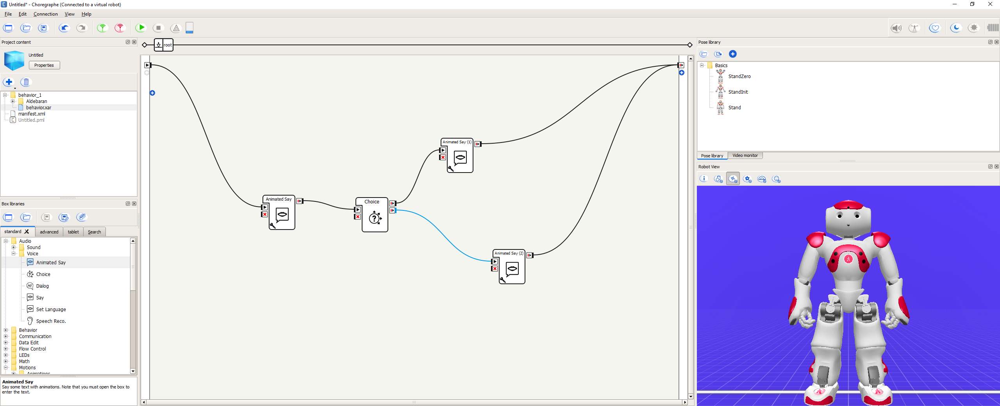 Untitled* - Choregraphe (Connected to a virtual robot)
File Edit Connection View Help
Project content
Untitled
Properties
behavior_1
Aldebaran
behavior.xar
manifest.xml
Untitled.pml
Box libraries
standard advanced tablet Search
Audio
Sound
Voice
Animated Say
Choice
Dialog
Say
Set Language
Speech Reco.
Behavior
Communication
Data Edit
Flow Control
LEDs
Math
Motions
Animations
Animated Say
Say some text with animations. Note that you must open the box to
enter the text.
root
Animated Say (1)
Animated Say
Choice
Animated Say (2)
Pose library
Basics
StandZero
StandInit
Stand
Pose library Video monitor
Robot View